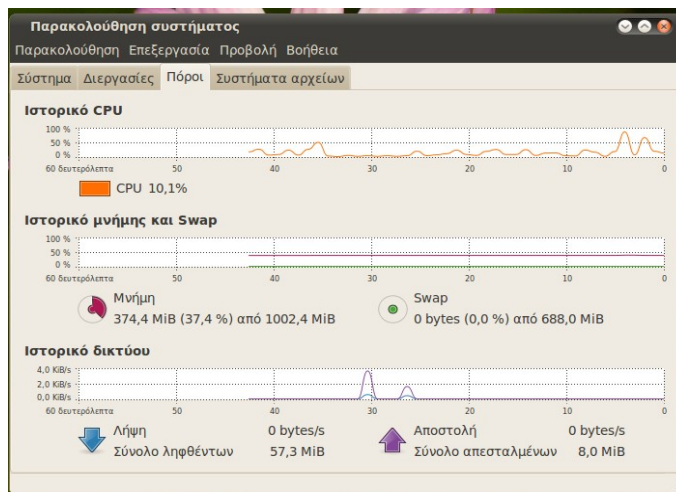 Παρακολούθηση συστήματος
Παρακολούθηση Επεξεργασία Προβολή Βοήθεια
Σύστημα Διεργασίες Πόροι Συστήματα αρχείων
Ιστορικό CPU
100 %
50 %
0 %
60 δευτερόλεπτα 50 40 30 20 10 0
CPU 10,1%
Ιστορικό μνήμης και Swap
100 %
50 %
0 %
60 δευτερόλεπτα 50 40 30 20 10 0
Μνήμη Swap
374,4 MiB (37,4 %) από 1002,4 MiB 0 bytes (0,0 %) από 688,0 MiB
Ιστορικό δικτύου
4,0 KiB/s
2,0 KiB/s
0,0 KiB/s
60 δευτερόλεπτα 50 40 30 20 10 0
Λήψη 0 bytes/s Αποστολή 0 bytes/s
Σύνολο ληφθέντων 57,3 MiB Σύνολο απεσταλμένων 8,0 MiB